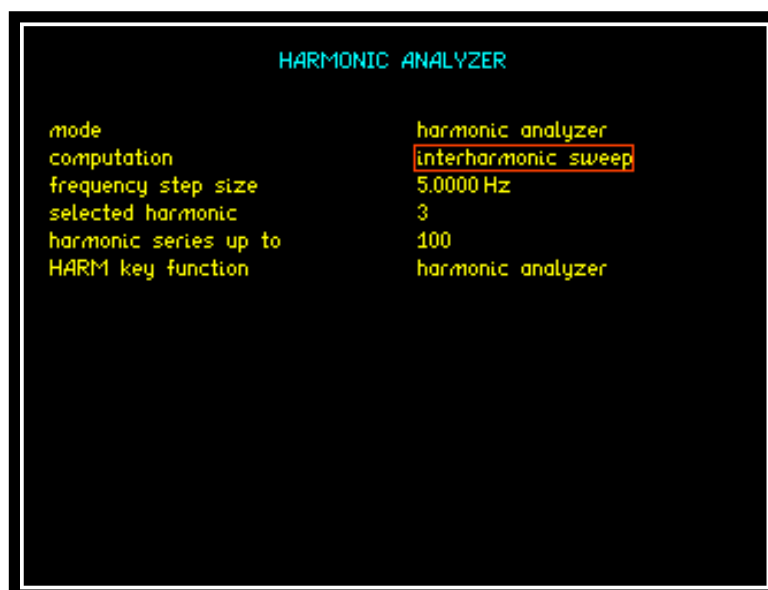 HARMONIC ANALYZER
mode harmonic analyzer
computation interharmonic sweep
frequency step size 5.0000 Hz
selected harmonic 3
harmonic series up to 100
HARM key function harmonic analyzer